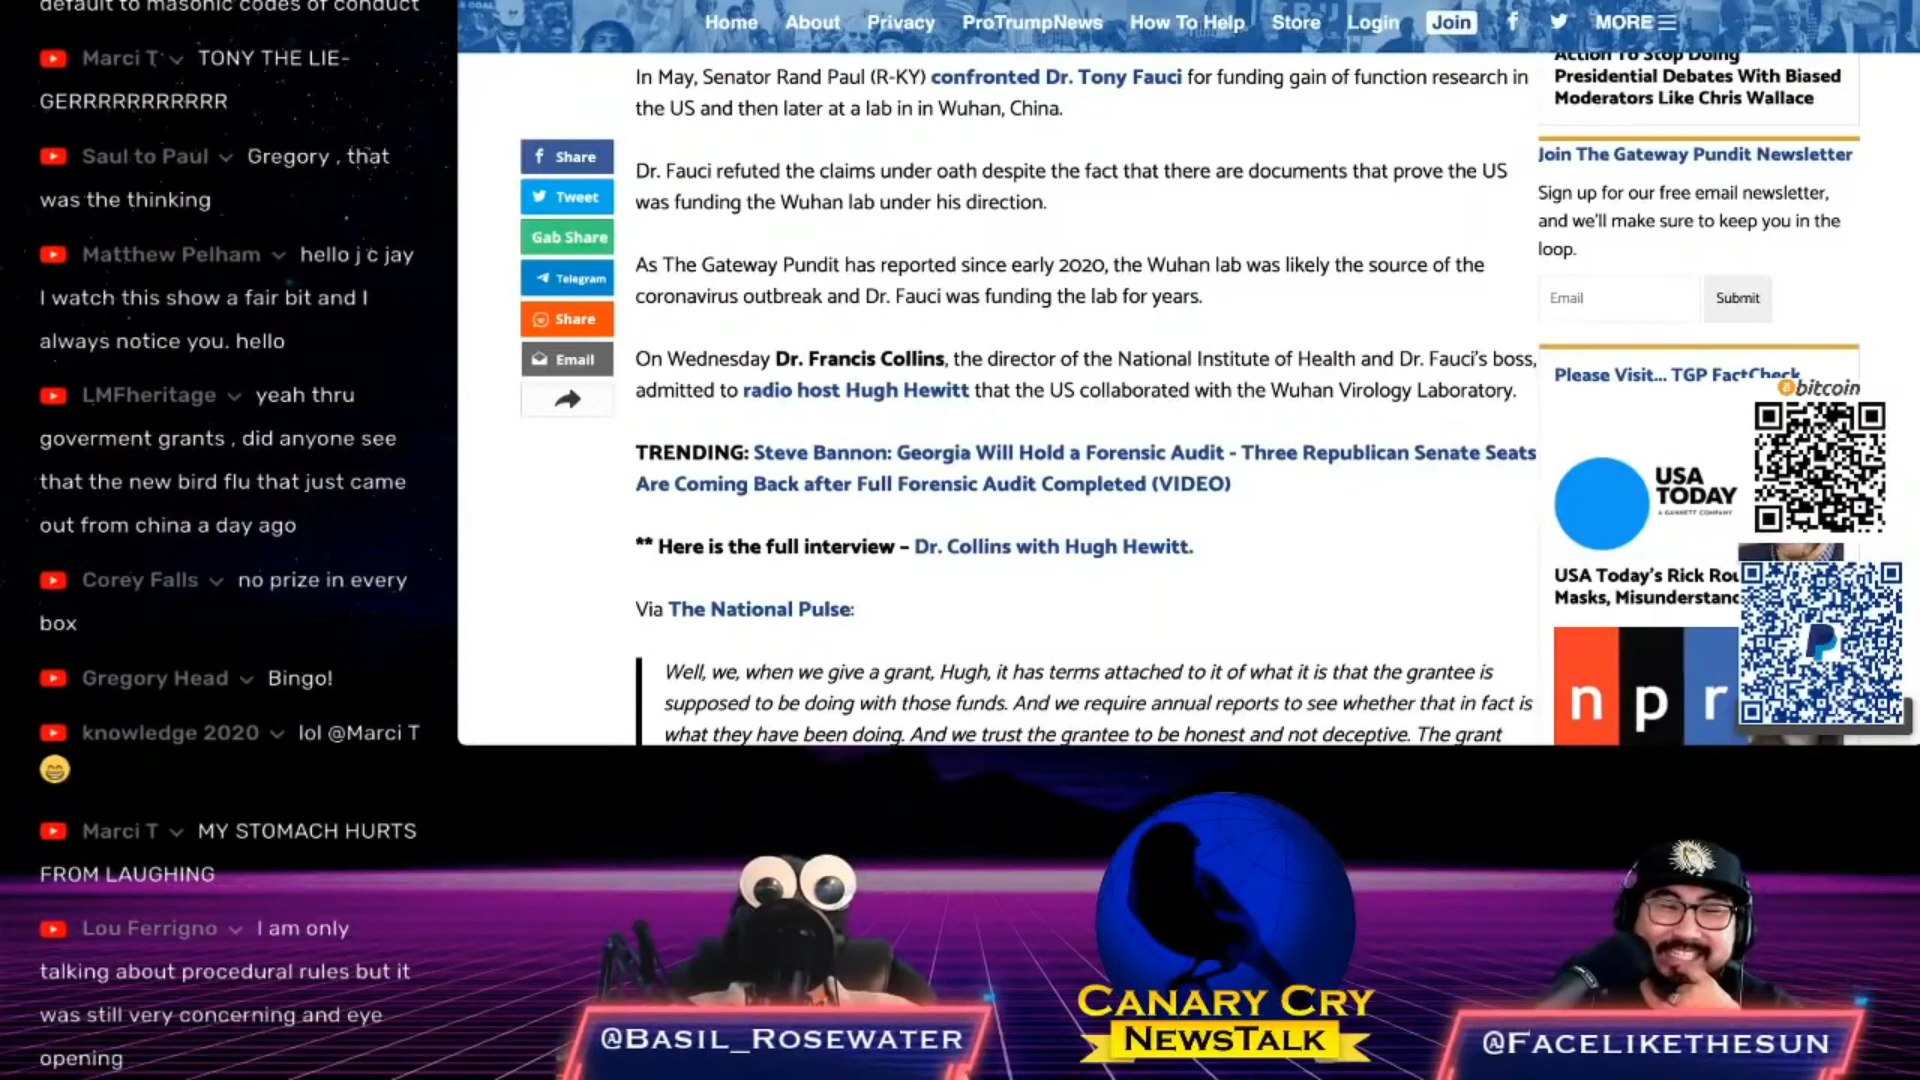 default to masonic codes of conduct
Marci T TONY THE LIE-
GERRRRRRRRRRR
Saul to Paul Gregory , that
was the thinking
Matthew Pelham hello j c jay
I watch this show a fair bit and I
always notice you. hello
LMFheritage yeah thru
goverment grants , did anyone see
that the new bird flu that just came
out from china a day ago
Corey Falls no prize in every
box
Gregory Head Bingo!
knowledge 2020 lol @Marci T
😄
Marci T MY STOMACH HURTS
FROM LAUGHING
Lou Ferrigno I am only
talking about procedural rules but it
was still very concerning and eye
opening
Home About Privacy ProTrumpNews How To Help Store Login Join MORE
In May, Senator Rand Paul (R-KY) confronted Dr. Tony Fauci for funding gain of function research in
the US and then later at a lab in in Wuhan, China.
Dr. Fauci refuted the claims under oath despite the fact that there are documents that prove the US
was funding the Wuhan lab under his direction.
As The Gateway Pundit has reported since early 2020, the Wuhan lab was likely the source of the
coronavirus outbreak and Dr. Fauci was funding the lab for years.
On Wednesday Dr. Francis Collins, the director of the National Institute of Health and Dr. Fauci's boss,
admitted to radio host Hugh Hewitt that the US collaborated with the Wuhan Virology Laboratory.
TRENDING: Steve Bannon: Georgia Will Hold a Forensic Audit - Three Republican Senate Seats
Are Coming Back after Full Forensic Audit Completed (VIDEO)
** Here is the full interview – Dr. Collins with Hugh Hewitt.
Via The National Pulse:
Well, we, when we give a grant, Hugh, it has terms attached to it of what it is that the grantee is
supposed to be doing with those funds. And we require annual reports to see whether that in fact is
what they have been doing. And we trust the grantee to be honest and not deceptive. The grant
Share
Tweet
Gab Share
Telegram
Share
Email
Action To Stop Doing
Presidential Debates With Biased
Moderators Like Chris Wallace
Join The Gateway Pundit Newsletter
Sign up for our free email newsletter,
and we'll make sure to keep you in the
loop.
Email Submit
Please Visit... TGP FactCheck
bitcoin
USA
TODAY
A GANNETT COMPANY
USA Today's Rick Rou
Masks, Misunderstanc
n p r
@BASIL_ROSEWATER
CANARY CRY
NEWSTALK
@FACELIKETHESUN